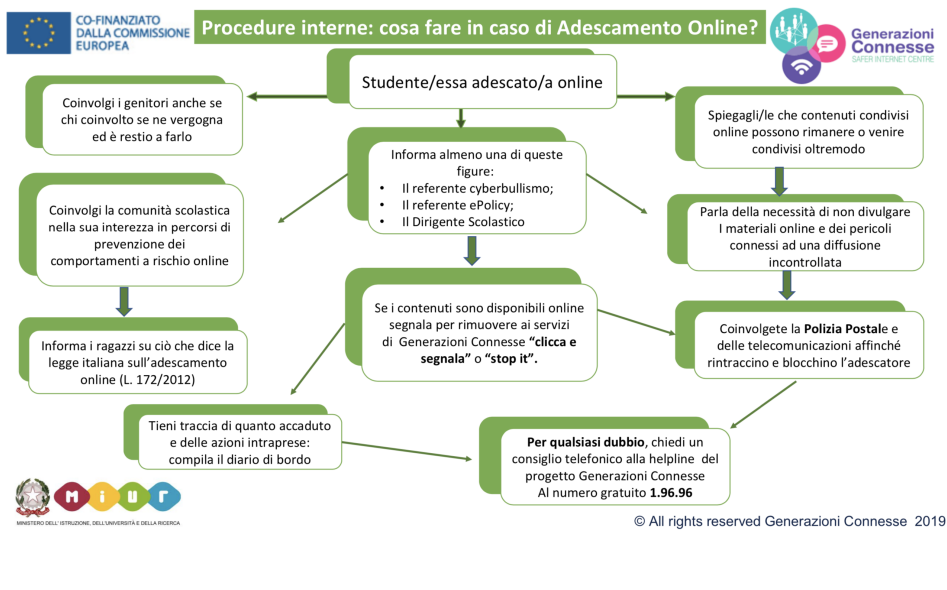 CO-FINANZIATO
DALLA COMMISSIONE
EUROPEA
Procedure interne: cosa fare in caso di Adescamento Online?
Generazioni
Connesse
SAFER INTERNET CENTRE
Studente/essa adescato/a online
Coinvolgi i genitori anche se
chi coinvolto se ne vergogna
ed è restio a farlo
Informa almeno una di queste
figure:
• Il referente cyberbullismo;
• Il referente ePolicy;
• Il Dirigente Scolastico
Spiegagli/le che contenuti condivisi
online possono rimanere o venire
condivisi oltremodo
Coinvolgi la comunità scolastica
nella sua interezza in percorsi di
prevenzione dei
comportamenti a rischio online
Parla della necessità di non divulgare
I materiali online e dei pericoli
connessi ad una diffusione
incontrollata
Se i contenuti sono disponibili online
segnala per rimuovere ai servizi
di Generazioni Connesse “clicca e
segnala” o “stop it”.
Informa i ragazzi su ciò che dice la
legge italiana sull’adescamento
online (L. 172/2012)
Coinvolgete la Polizia Postale e
delle telecomunicazioni affinché
rintraccino e blocchino l’adescatore
Tieni traccia di quanto accaduto
e delle azioni intraprese:
compila il diario di bordo
Per qualsiasi dubbio, chiedi un
consiglio telefonico alla helpline del
progetto Generazioni Connesse
Al numero gratuito 1.96.96
miur
MINISTERO DELL' ISTRUZIONE, DELL'UNIVERSITÀ E DELLA RICERCA
© All rights reserved Generazioni Connesse 2019